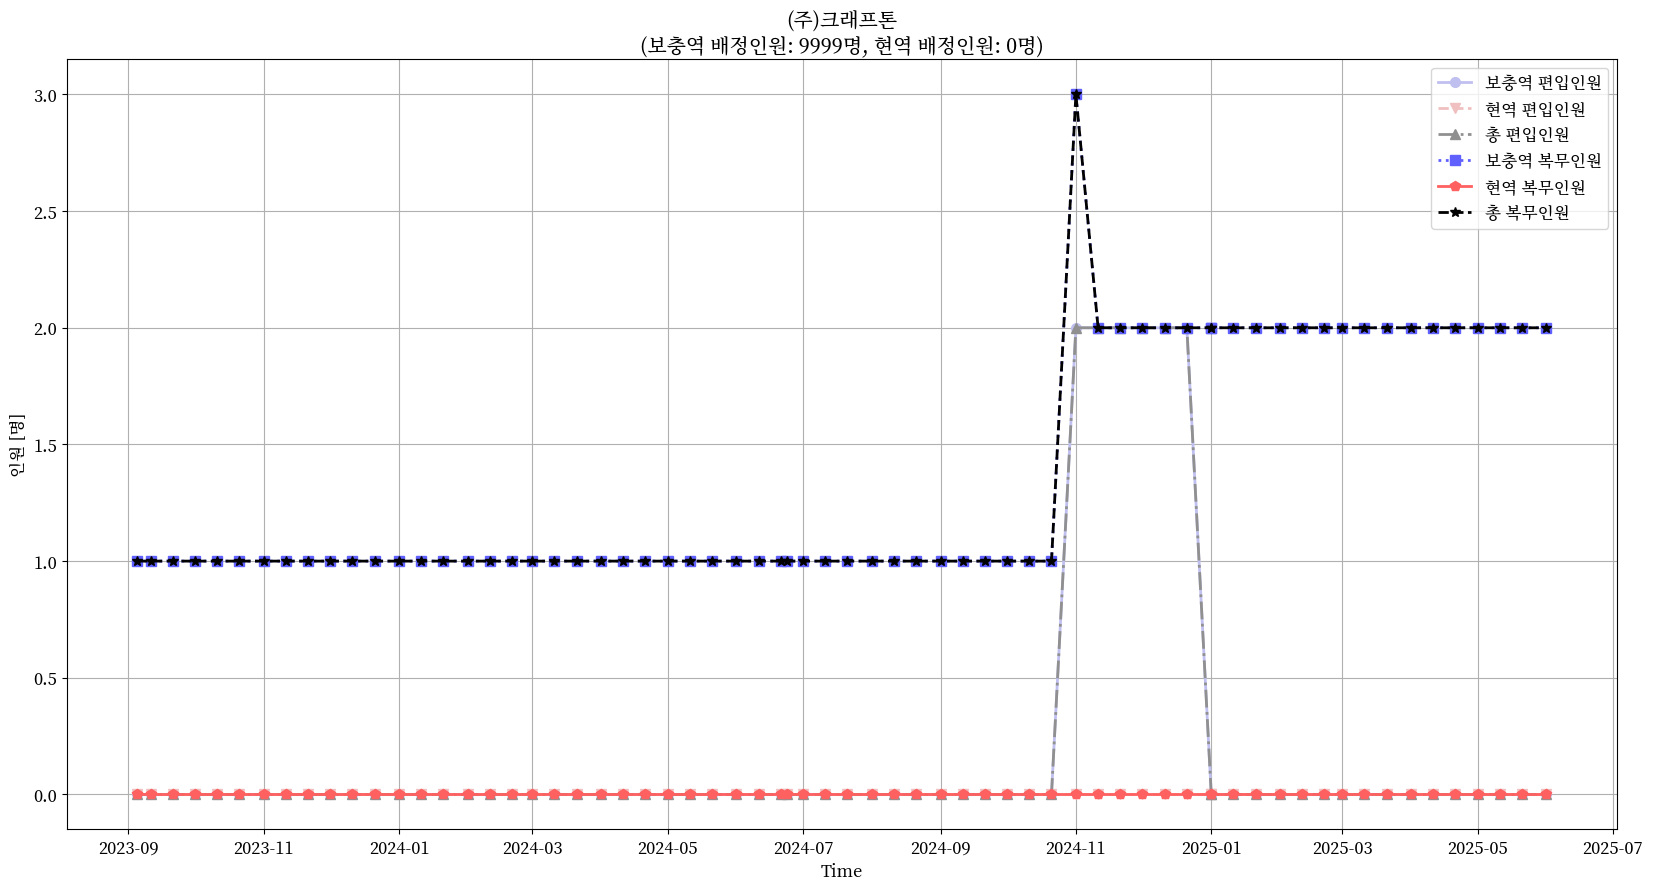 (주)크래프톤
(보충역 배정인원: 9999명, 현역 배정인원: 0명)
3.0
2.5
2.0
1.5
1.0
0.5
0.0
인원 [명]
보충역 편입인원
현역 편입인원
총 편입인원
보충역 복무인원
현역 복무인원
총 복무인원
2023-09 2023-11 2024-01 2024-03 2024-05 2024-07 2024-09 2024-11 2025-01 2025-03 2025-05 2025-07
Time